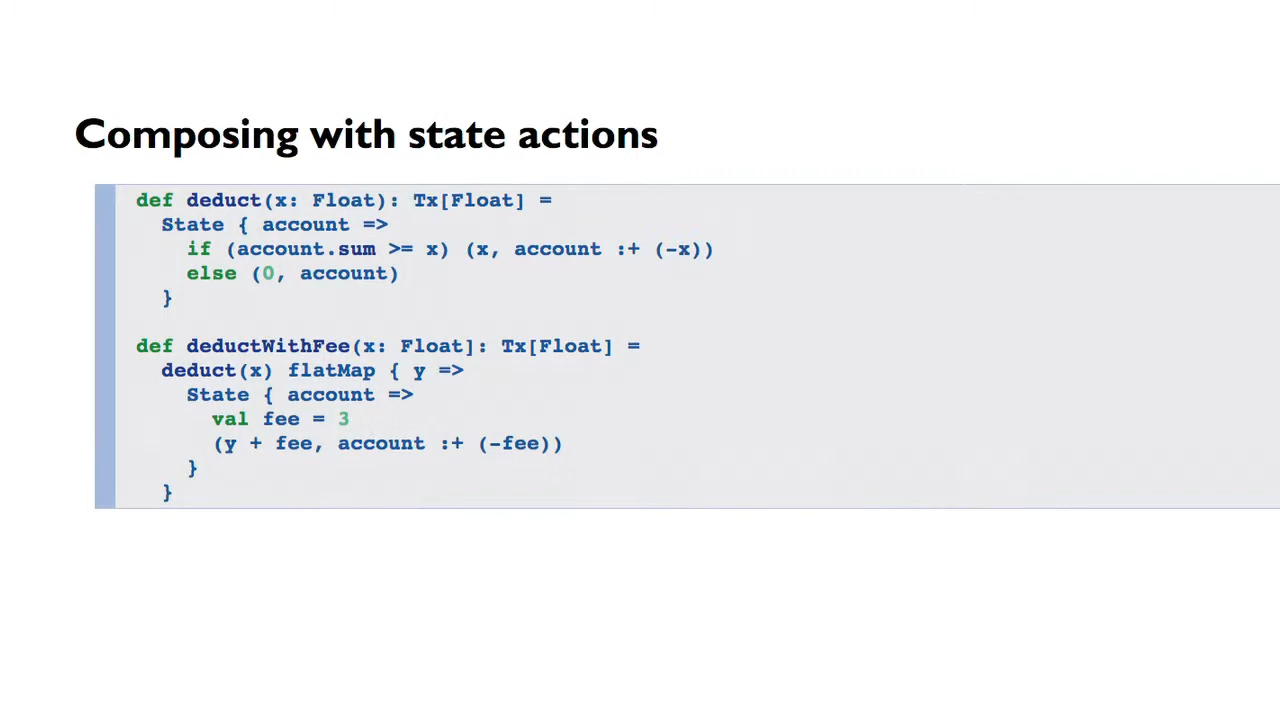 Composing with state actions
def deduct(x: Float): Tx[Float] =
  State { account =>
    if (account.sum >= x) (x, account :+ (-x))
    else (0, account)
  }
def deductWithFee(x: Float]: Tx[Float] =
  deduct(x) flatMap { y =>
    State { account =>
      val fee = 3
      (y + fee, account :+ (-fee))
    }
  }